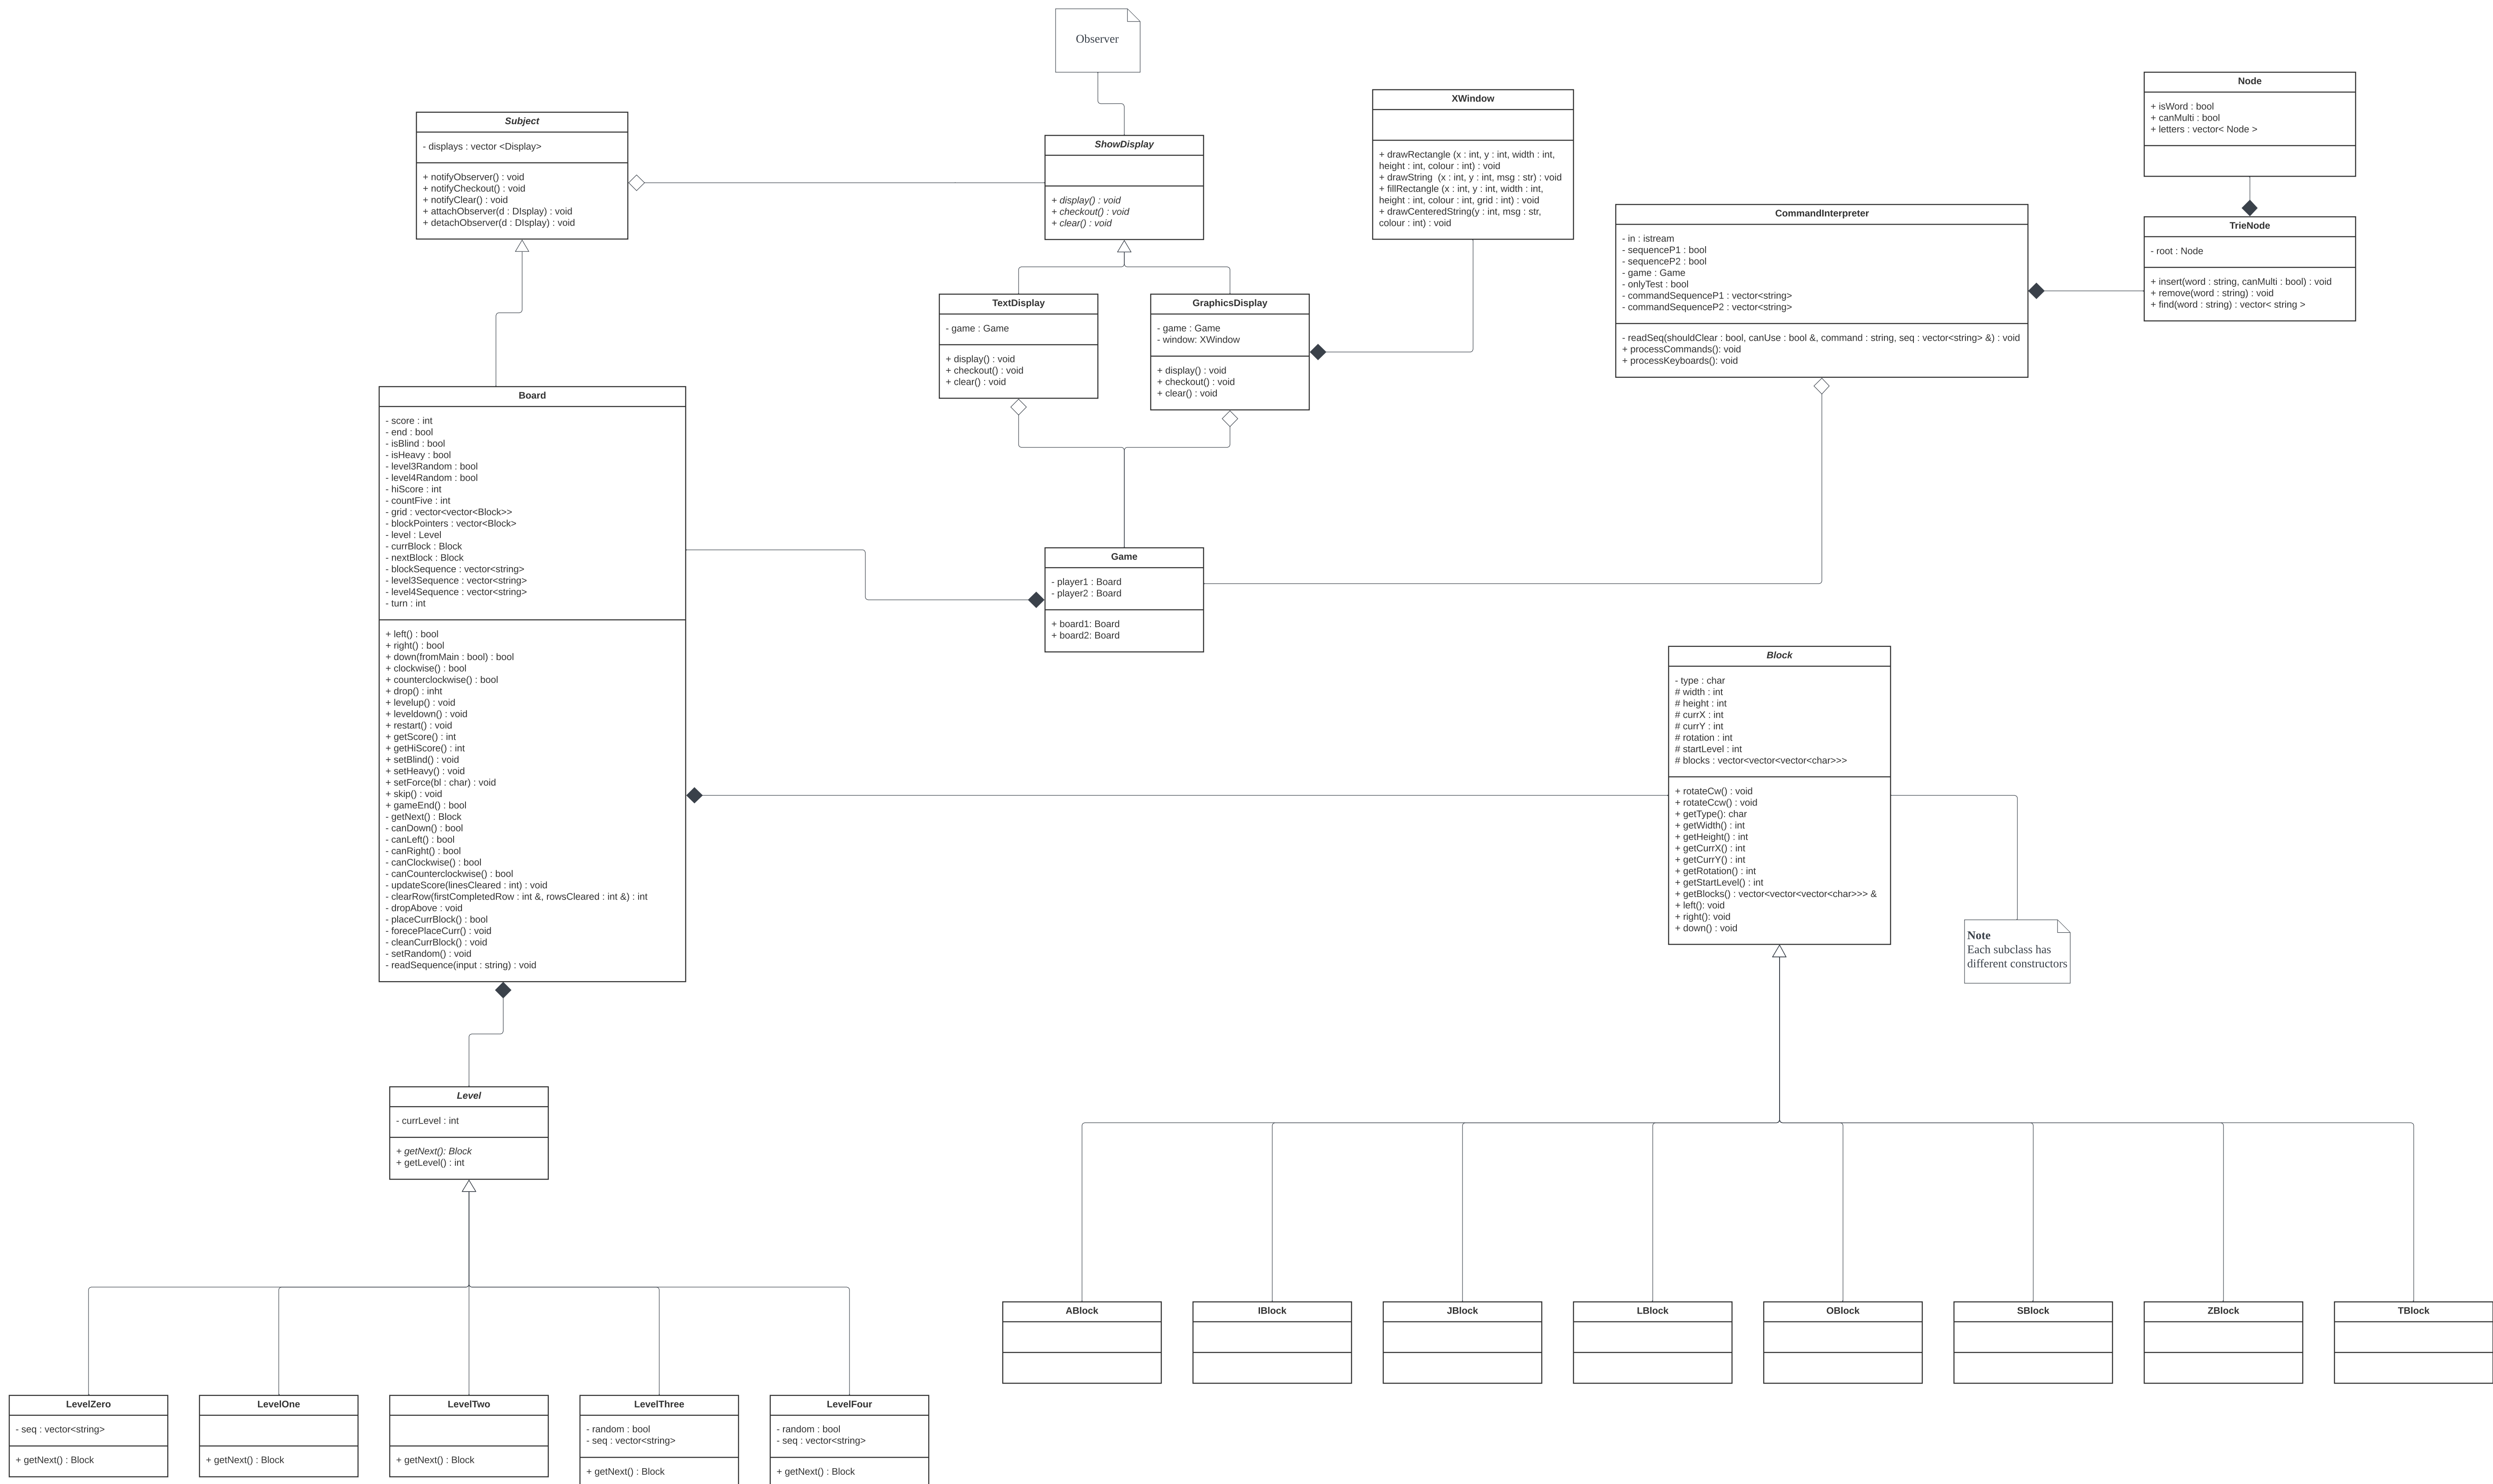 Observer
Subject
- displays : vector <Display>
+ notifyObserver() : void
+ notifyCheckout() : void
+ notifyClear() : void
+ attachObserver(d : DIsplay) : void
+ detachObserver(d : DIsplay) : void
ShowDisplay
+ display() : void
+ checkout() : void
+ clear() : void
XWindow
+ drawRectangle (x : int, y : int, width : int,
height : int, colour : int) : void
+ drawString  (x : int, y : int, msg : str) : void
+ fillRectangle (x : int, y : int, width : int,
height : int, colour : int, grid : int) : void
+ drawCenteredString(y : int, msg : str,
colour : int) : void
Node
+ isWord : bool
+ canMulti : bool
+ letters : vector< Node >
CommandInterpreter
- in : istream
- sequenceP1 : bool
- sequenceP2 : bool
- game : Game
- onlyTest : bool
- commandSequenceP1 : vector<string>
- commandSequenceP2 : vector<string>
- readSeq(shouldClear : bool, canUse : bool &, command : string, seq : vector<string> &) : void
+ processCommands(): void
+ processKeyboards(): void
TrieNode
- root : Node
+ insert(word : string, canMulti : bool) : void
+ remove(word : string) : void
+ find(word : string) : vector< string >
TextDisplay
- game : Game
+ display() : void
+ checkout() : void
+ clear() : void
GraphicsDisplay
- game : Game
- window: XWindow
+ display() : void
+ checkout() : void
+ clear() : void
Board
- score : int
- end : bool
- isBlind : bool
- isHeavy : bool
- level3Random : bool
- level4Random : bool
- hiScore : int
- countFive : int
- grid : vector<vector<Block>>
- blockPointers : vector<Block>
- level : Level
- currBlock : Block
- nextBlock : Block
- blockSequence : vector<string>
- level3Sequence : vector<string>
- level4Sequence : vector<string>
- turn : int
+ left() : bool
+ right() : bool
+ down(fromMain : bool) : bool
+ clockwise() : bool
+ counterclockwise() : bool
+ drop() : inht
+ levelup() : void
+ leveldown() : void
+ restart() : void
+ getScore() : int
+ getHiScore() : int
+ setBlind() : void
+ setHeavy() : void
+ setForce(bl : char) : void
+ skip() : void
+ gameEnd() : bool
- getNext() : Block
- canDown() : bool
- canLeft() : bool
- canRight() : bool
- canClockwise() : bool
- canCounterclockwise() : bool
- updateScore(linesCleared : int) : void
- clearRow(firstCompletedRow : int &, rowsCleared : int &) : int
- dropAbove : void
- placeCurrBlock() : bool
- forecePlaceCurr() : void
- cleanCurrBlock() : void
- setRandom() : void
- readSequence(input : string) : void
Game
- player1 : Board
- player2 : Board
+ board1: Board
+ board2: Board
Block
- type : char
# width : int
# height : int
# currX : int
# currY : int
# rotation : int
# startLevel : int
# blocks : vector<vector<vector<char>>>
+ rotateCw() : void
+ rotateCcw() : void
+ getType(): char
+ getWidth() : int
+ getHeight() : int
+ getCurrX() : int
+ getCurrY() : int
+ getRotation() : int
+ getStartLevel() : int
+ getBlocks() : vector<vector<vector<char>>> &
+ left(): void
+ right(): void
+ down() : void
Note
Each subclass has
different constructors
Level
- currLevel : int
+ getNext(): Block
+ getLevel() : int
ABlock
IBlock
JBlock
LBlock
OBlock
SBlock
ZBlock
TBlock
LevelZero
- seq : vector<string>
+ getNext() : Block
LevelOne
+ getNext() : Block
LevelTwo
+ getNext() : Block
LevelThree
- random : bool
- seq : vector<string>
+ getNext() : Block
LevelFour
- random : bool
- seq : vector<string>
+ getNext() : Block